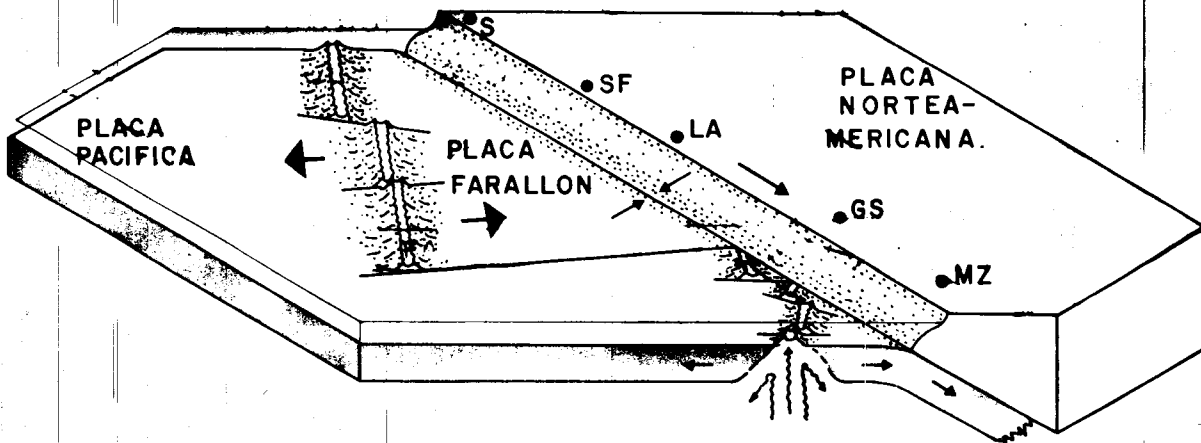 S
SF
LA
GS
MZ
PLACA
PACIFICA
PLACA
FARALLON
PLACA
NORTEA-
MERICANA.